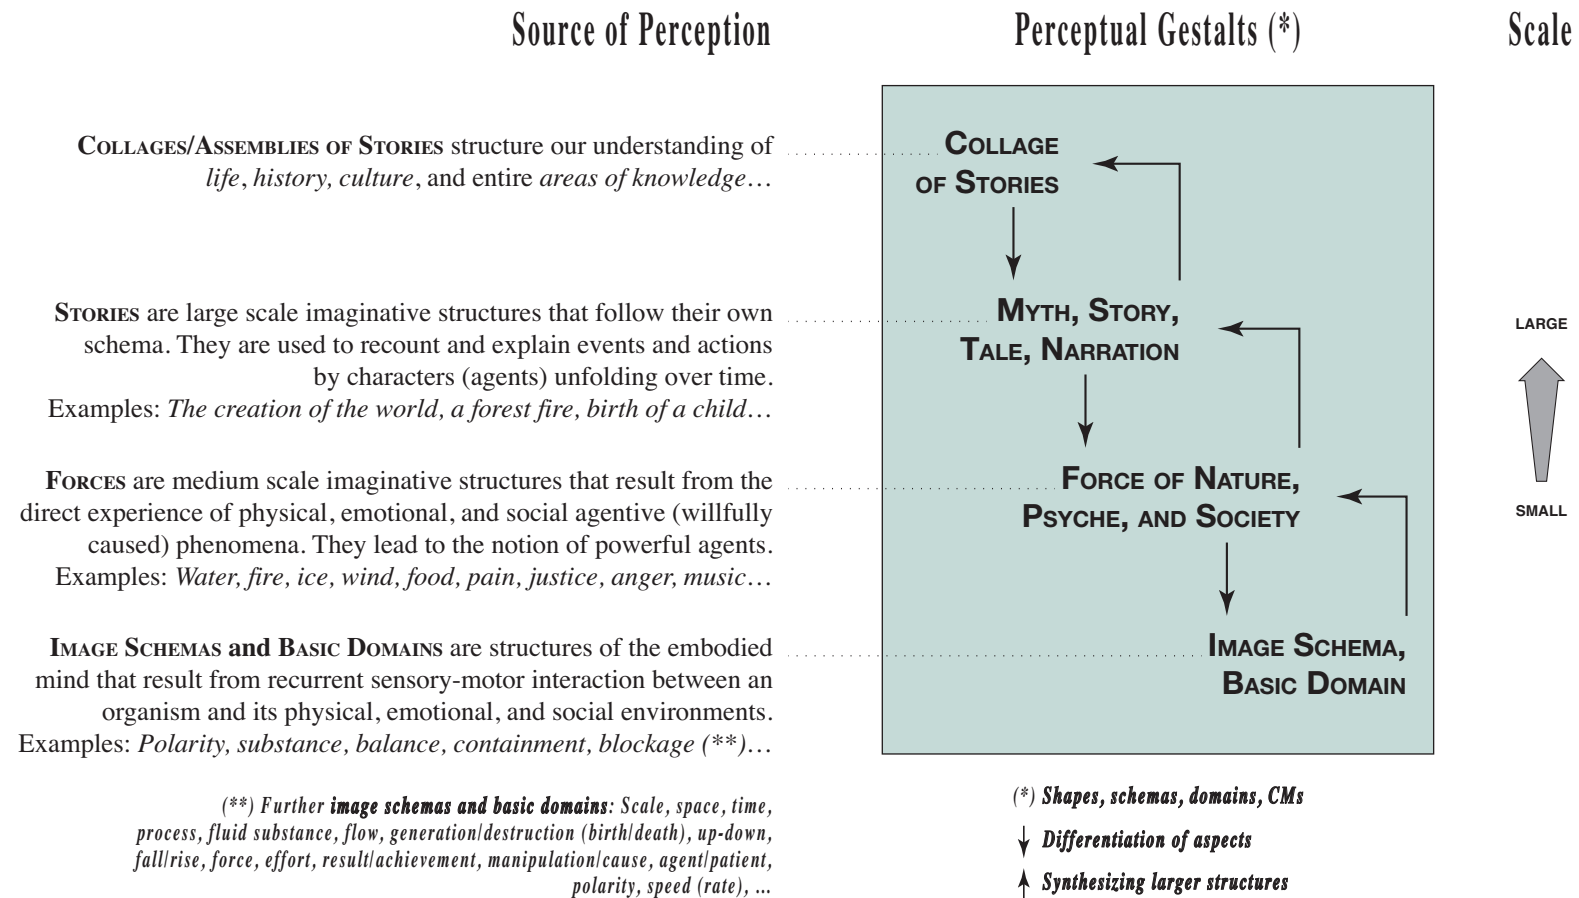 Source of Perception
Perceptual Gestalts (*)
Scale
Collages/Assemblies of Stories structure our understanding of
life, history, culture, and entire areas of knowledge…
Collage
of Stories
Stories are large scale imaginative structures that follow their own
schema. They are used to recount and explain events and actions
by characters (agents) unfolding over time.
Examples: The creation of the world, a forest fire, birth of a child…
Myth, Story,
Tale, Narration
LARGE
SMALL
Forces are medium scale imaginative structures that result from the
direct experience of physical, emotional, and social agentive (willfully
caused) phenomena. They lead to the notion of powerful agents.
Examples: Water, fire, ice, wind, food, pain, justice, anger, music…
Force of Nature,
Psyche, and Society
Image Schemas and Basic Domains are structures of the embodied
mind that result from recurrent sensory-motor interaction between an
organism and its physical, emotional, and social environments.
Examples: Polarity, substance, balance, containment, blockage (**)…
Image Schema,
Basic Domain
(**) Further image schemas and basic domains: Scale, space, time,
process, fluid substance, flow, generation/destruction (birth/death), up-down,
fall/rise, force, effort, result/achievement, manipulation/cause, agent/patient,
polarity, speed (rate), ...
(*) Shapes, schemas, domains, CMs
Differentiation of aspects
Synthesizing larger structures